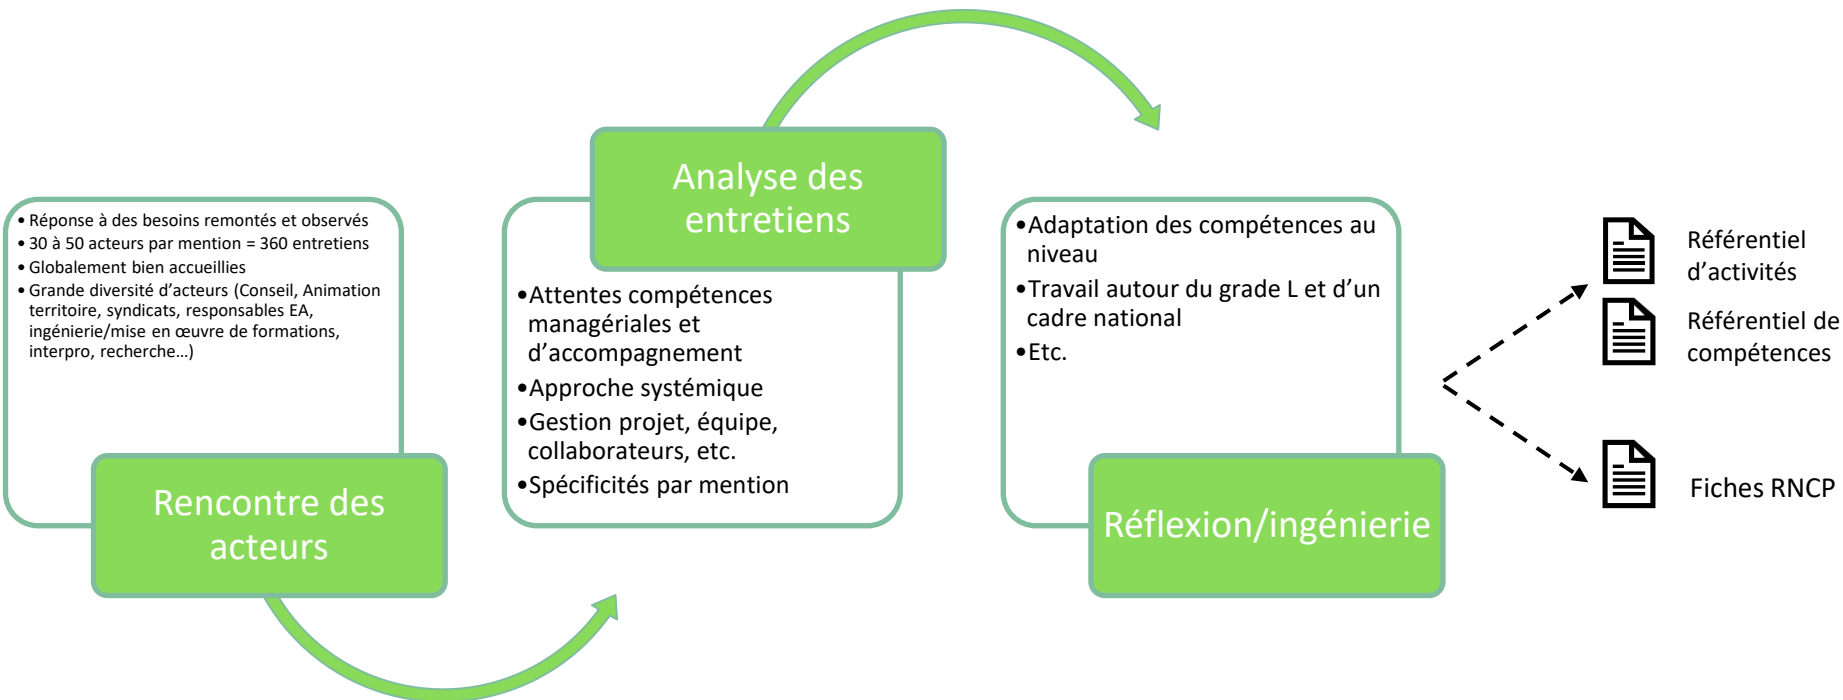 • Réponse à des besoins remontés et observés
• 30 à 50 acteurs par mention = 360 entretiens
• Globalement bien accueillies
• Grande diversité d’acteurs (Conseil, Animation
territoire, syndicats, responsables EA,
ingénierie/mise en œuvre de formations,
interpro, recherche…)
Rencontre des
acteurs
Analyse des
entretiens
•Attentes compétences
managériales et
d’accompagnement
•Approche systémique
•Gestion projet, équipe,
collaborateurs, etc.
•Spécificités par mention
•Adaptation des compétences au
niveau
•Travail autour du grade L et d’un
cadre national
•Etc.
Réflexion/ingénierie
Référentiel
d’activités
Référentiel de
compétences
Fiches RNCP